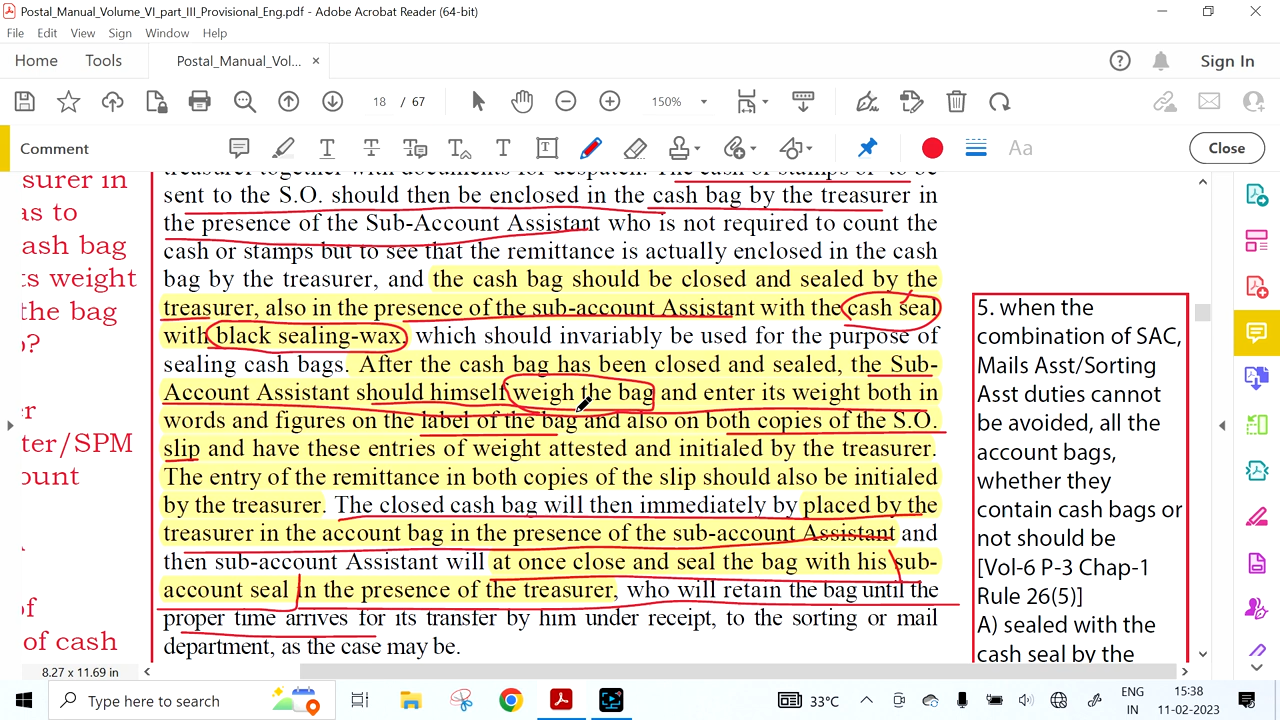 Postal_Manual_Volume_VI_part_III_Provisional_Eng.pdf - Adobe Acrobat Reader (64-bit)
File Edit View Sign Window Help
Home Tools Postal_Manual_Vol... × Sign In
18 / 67 150%
Comment Aa Close
surer in
as to
ash bag
ts weight
the bag
o?
er
ter/SPM
ount
of
of cash
sent to the S.O. should then be enclosed in the cash bag by the treasurer in
the presence of the Sub-Account Assistant who is not required to count the
cash or stamps but to see that the remittance is actually enclosed in the cash
bag by the treasurer, and the cash bag should be closed and sealed by the
treasurer, also in the presence of the sub-account Assistant with the cash seal
with black sealing-wax, which should invariably be used for the purpose of
sealing cash bags. After the cash bag has been closed and sealed, the Sub-
Account Assistant should himself weigh the bag and enter its weight both in
words and figures on the label of the bag and also on both copies of the S.O.
slip and have these entries of weight attested and initialed by the treasurer.
The entry of the remittance in both copies of the slip should also be initialed
by the treasurer. The closed cash bag will then immediately by placed by the
treasurer in the account bag in the presence of the sub-account Assistant and
then sub-account Assistant will at once close and seal the bag with his sub-
account seal in the presence of the treasurer, who will retain the bag until the
proper time arrives for its transfer by him under receipt, to the sorting or mail
department, as the case may be.
5. when the
combination of SAC,
Mails Asst/Sorting
Asst duties cannot
be avoided, all the
account bags,
whether they
contain cash bags or
not should be
[Vol-6 P-3 Chap-1
Rule 26(5)]
A) sealed with the
cash seal by the
8.27 x 11.69 in
Type here to search
33°C
ENG
IN
15:38
11-02-2023